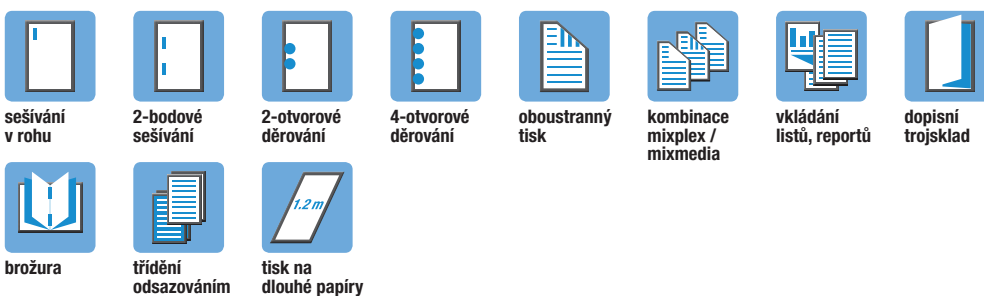 sešívání
v rohu
2-bodové
sešívání
2-otvorové
děrování
4-otvorové
děrování
oboustranný
tisk
kombinace
mixplex /
mixmedia
vkládání
listů, reportů
dopisní
trojsklad
brožura
třídění
odsazováním
1.2 m
tisk na
dlouhé papíry